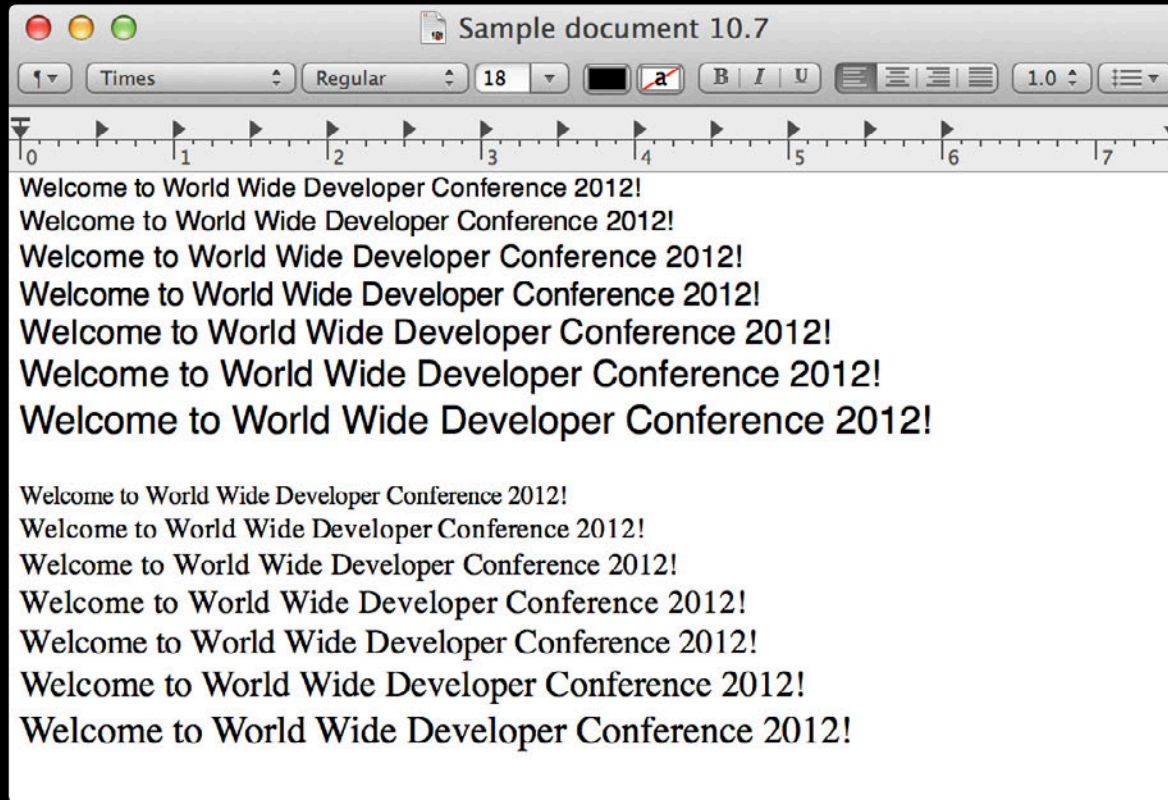 Sample document 10.7
¶ Times Regular 18 a B I U 1.0
0 1 2 3 4 5 6 7
Welcome to World Wide Developer Conference 2012!
Welcome to World Wide Developer Conference 2012!
Welcome to World Wide Developer Conference 2012!
Welcome to World Wide Developer Conference 2012!
Welcome to World Wide Developer Conference 2012!
Welcome to World Wide Developer Conference 2012!
Welcome to World Wide Developer Conference 2012!
Welcome to World Wide Developer Conference 2012!
Welcome to World Wide Developer Conference 2012!
Welcome to World Wide Developer Conference 2012!
Welcome to World Wide Developer Conference 2012!
Welcome to World Wide Developer Conference 2012!
Welcome to World Wide Developer Conference 2012!
Welcome to World Wide Developer Conference 2012!